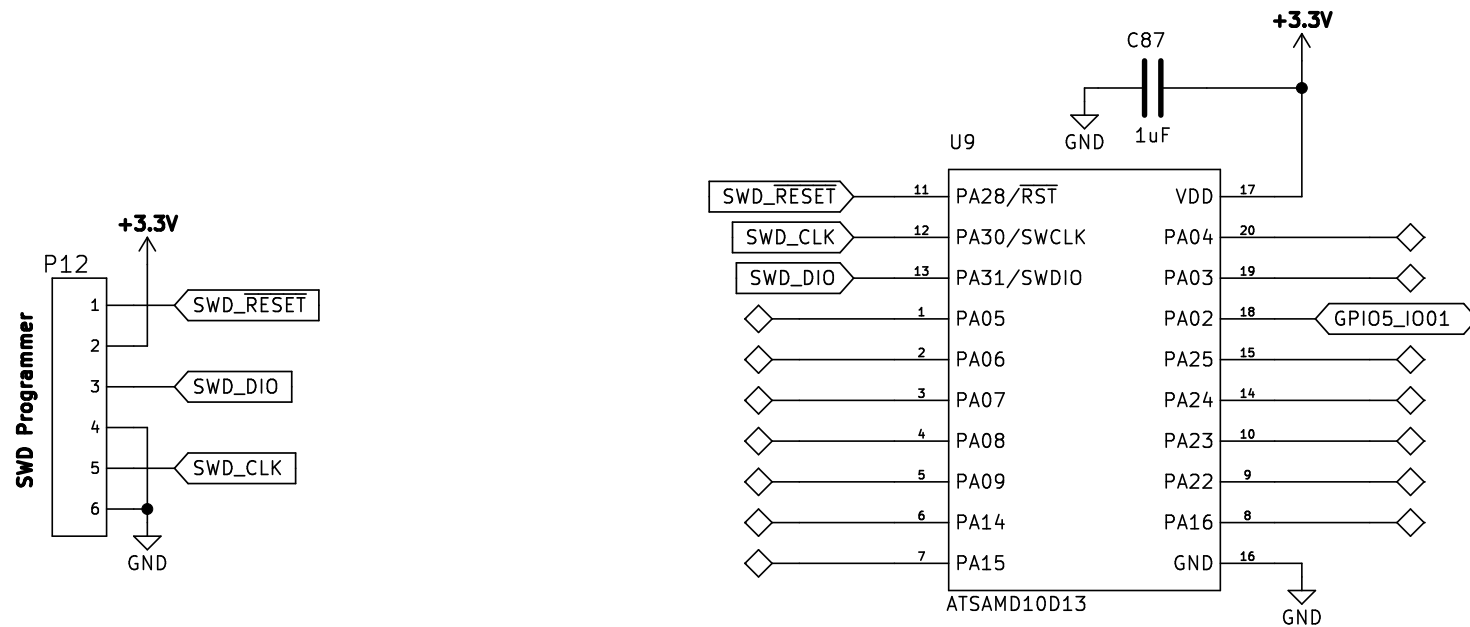 +3.3V
P12
SWD Programmer
1 SWD_RESET
2
3 SWD_DIO
4
5 SWD_CLK
6
GND
+3.3V
C87
1uF
GND
U9
SWD_RESET 11 PA28/RST VDD 17
SWD_CLK 12 PA30/SWCLK PA04 20
SWD_DIO 13 PA31/SWDIO PA03 19
1 PA05 PA02 18 GPIO5_IO01
2 PA06 PA25 15
3 PA07 PA24 14
4 PA08 PA23 10
5 PA09 PA22 9
6 PA14 PA16 8
7 PA15 GND 16
ATSAMD10D13
GND